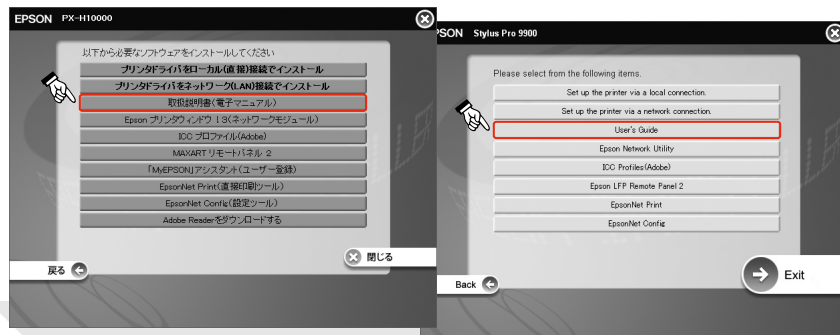 EPSON PX-H10000
以下から必要なソフトウェアをインストールしてください
プリンタドライバをローカル(直接)接続でインストール
プリンタドライバをネットワーク(LAN)接続でインストール
取扱説明書(電子マニュアル)
Epson プリンタウィンドウ!3(ネットワークモジュール)
ICC プロファイル(Adobe)
MAXART リモートパネル 2
「MyEPSON」アシスタント(ユーザー登録)
EpsonNet Print(直接印刷ツール)
EpsonNet Config(設定ツール)
Adobe Readerをダウンロードする
閉じる
戻る
PSON Stylus Pro 9900
Please select from the following items.
Set up the printer via a local connection.
Set up the printer via a network connection.
User's Guide
Epson Network Utility
ICC Profiles(Adobe)
Epson LFP Remote Panel 2
EpsonNet Print
EpsonNet Config
Exit
Back